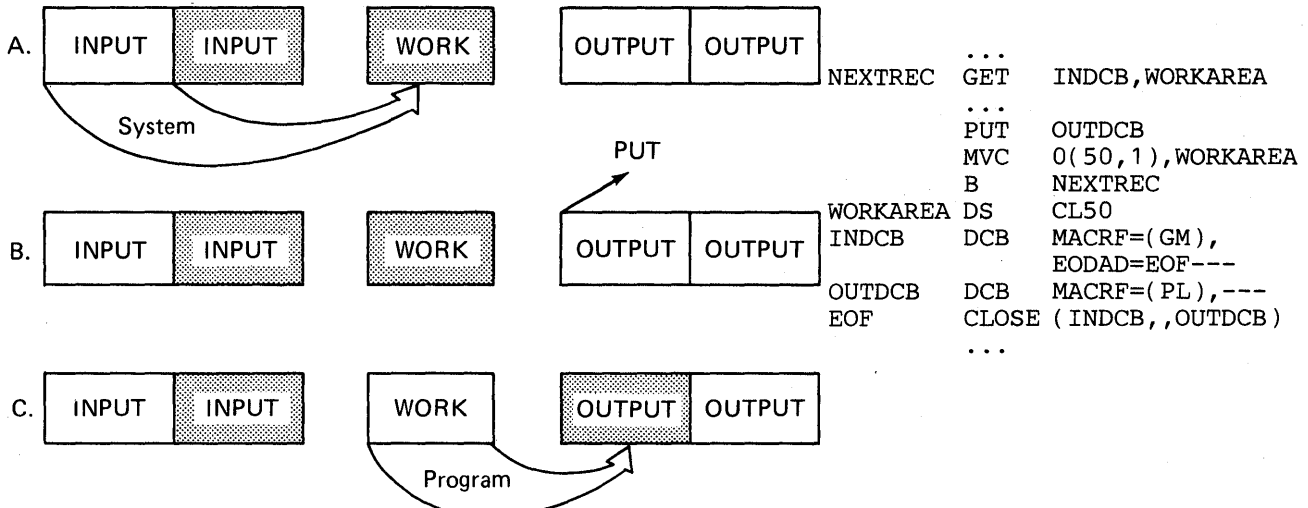 A. INPUT INPUT WORK OUTPUT OUTPUT
System
PUT
B. INPUT INPUT WORK OUTPUT OUTPUT
C. INPUT INPUT WORK OUTPUT OUTPUT
Program
...
NEXTREC GET INDCB,WORKAREA
...
PUT OUTDCB
MVC 0(50,1),WORKAREA
B NEXTREC
WORKAREA DS CL50
INDCB DCB MACRF=(GM),
EODAD=EOF---
OUTDCB DCB MACRF=(PL),---
EOF CLOSE (INDCB,,OUTDCB)
...